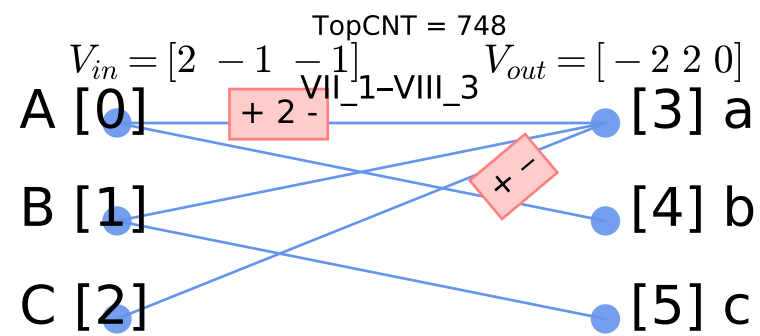 TopCNT = 748
V_in = [2 −1 −1] V_out = [−2 2 0]
VII_1–VIII_3
A [0] + 2 - [3] a
+ −
B [1] [4] b
C [2] [5] c